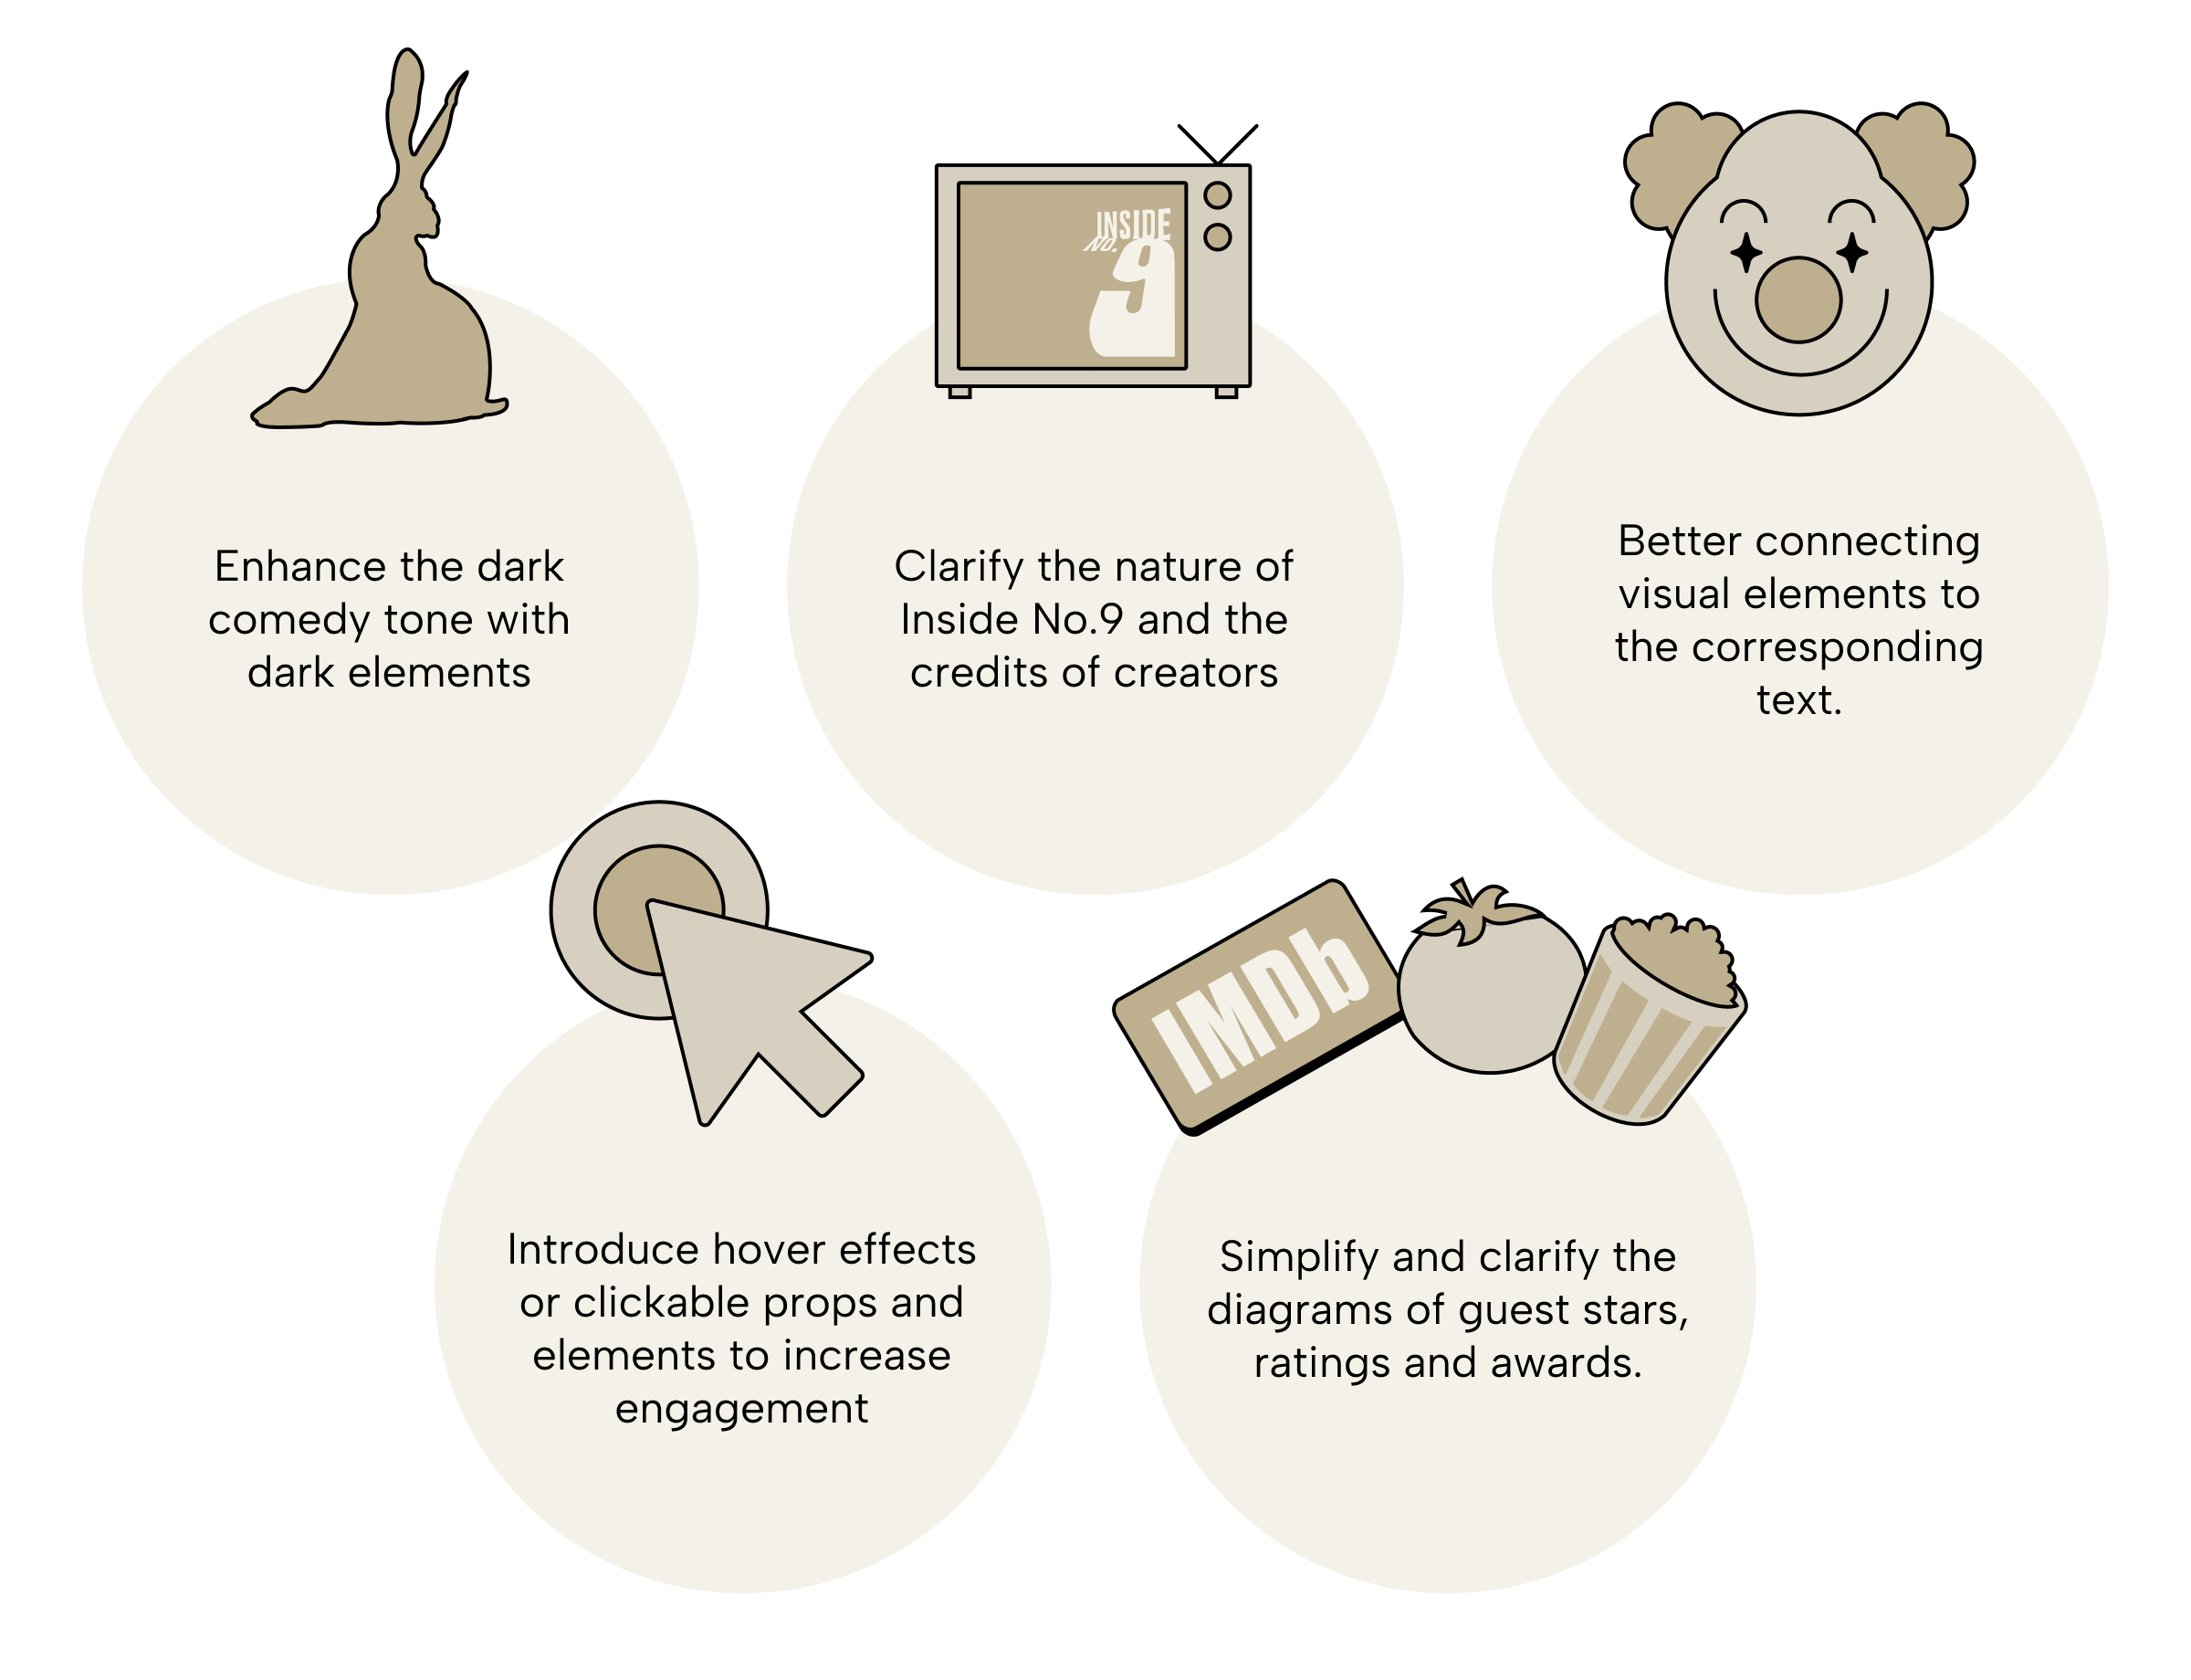 INSIDE
NO.
9
Enhance the dark
comedy tone with
dark elements
Clarify the nature of
Inside No.9 and the
credits of creators
Better connecting
visual elements to
the corresponding
text.
IMDb
Introduce hover effects
or clickable props and
elements to increase
engagement
Simplify and clarify the
diagrams of guest stars,
ratings and awards.